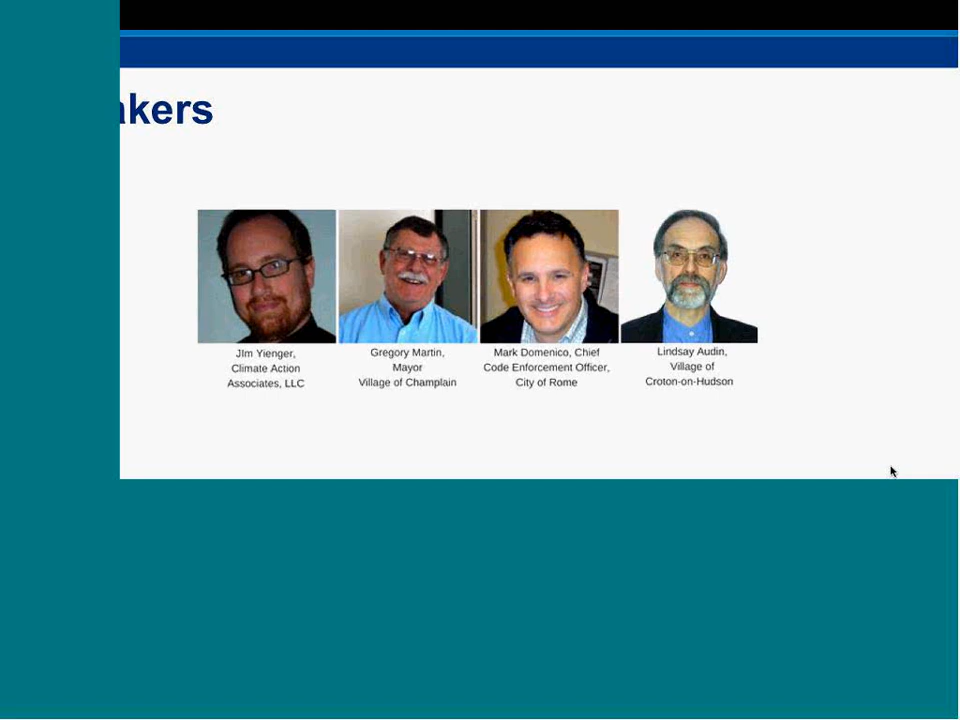 akers
JIm Yienger,
Climate Action
Associates, LLC
Gregory Martin,
Mayor
Village of Champlain
Mark Domenico, Chief
Code Enforcement Officer,
City of Rome
Lindsay Audin,
Village of
Croton-on-Hudson